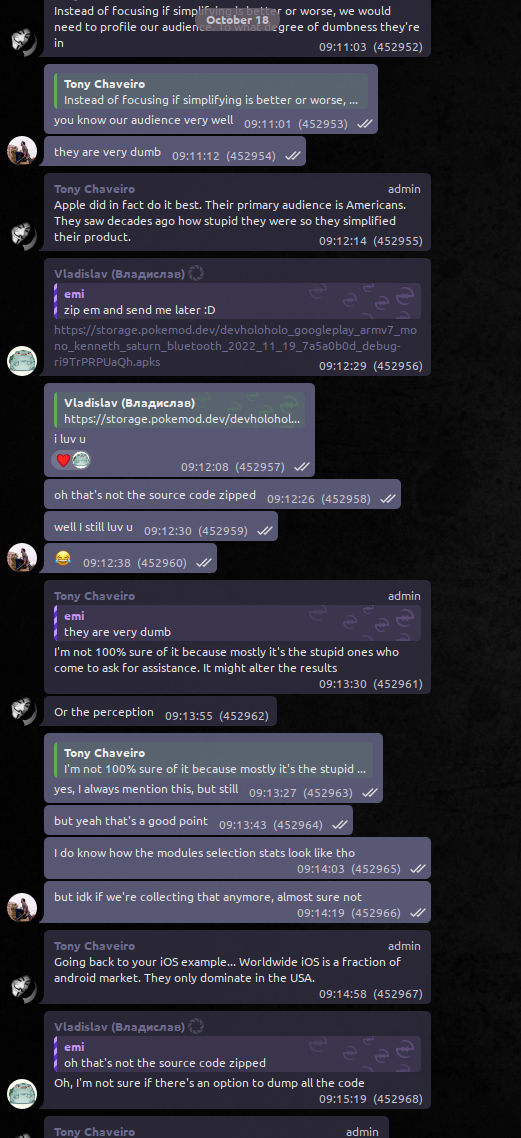 Instead of focusing if simplifying is better or worse, we would
October 18
need to profile our audience. To what degree of dumbness they're
in
09:11:03 (452952)
Tony Chaveiro
Instead of focusing if simplifying is better or worse, ...
you know our audience very well 09:11:01 (452953)
they are very dumb 09:11:12 (452954)
Tony Chaveiro admin
Apple did in fact do it best. Their primary audience is Americans.
They saw decades ago how stupid they were so they simplified
their product.
09:12:14 (452955)
Vladislav (Владислав)
emi
zip em and send me later :D
https://storage.pokemod.dev/devholoholo_googleplay_armv7_mo
no_kenneth_saturn_bluetooth_2022_11_19_7a5a0b0d_debug-
ri9TrPRPUaQh.apks
09:12:29 (452956)
Vladislav (Владислав)
https://storage.pokemod.dev/devholohol...
i luv u
09:12:08 (452957)
oh that's not the source code zipped 09:12:26 (452958)
well I still luv u 09:12:30 (452959)
😂 09:12:38 (452960)
Tony Chaveiro admin
emi
they are very dumb
I'm not 100% sure of it because mostly it's the stupid ones who
come to ask for assistance. It might alter the results
09:13:30 (452961)
Or the perception 09:13:55 (452962)
Tony Chaveiro
I'm not 100% sure of it because mostly it's the stupid ...
yes, I always mention this, but still 09:13:27 (452963)
but yeah that's a good point 09:13:43 (452964)
I do know how the modules selection stats look like tho
09:14:03 (452965)
but idk if we're collecting that anymore, almost sure not
09:14:19 (452966)
Tony Chaveiro admin
Going back to your iOS example... Worldwide iOS is a fraction of
android market. They only dominate in the USA.
09:14:58 (452967)
Vladislav (Владислав)
emi
oh that's not the source code zipped
Oh, I'm not sure if there's an option to dump all the code
09:15:19 (452968)
Tony Chaveiro admin